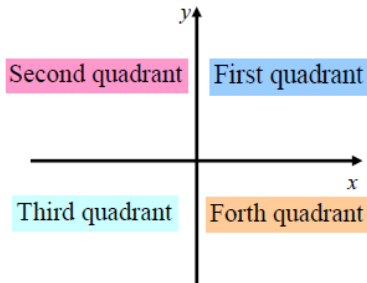 y
Second quadrant
First quadrant
x
Third quadrant
Forth quadrant